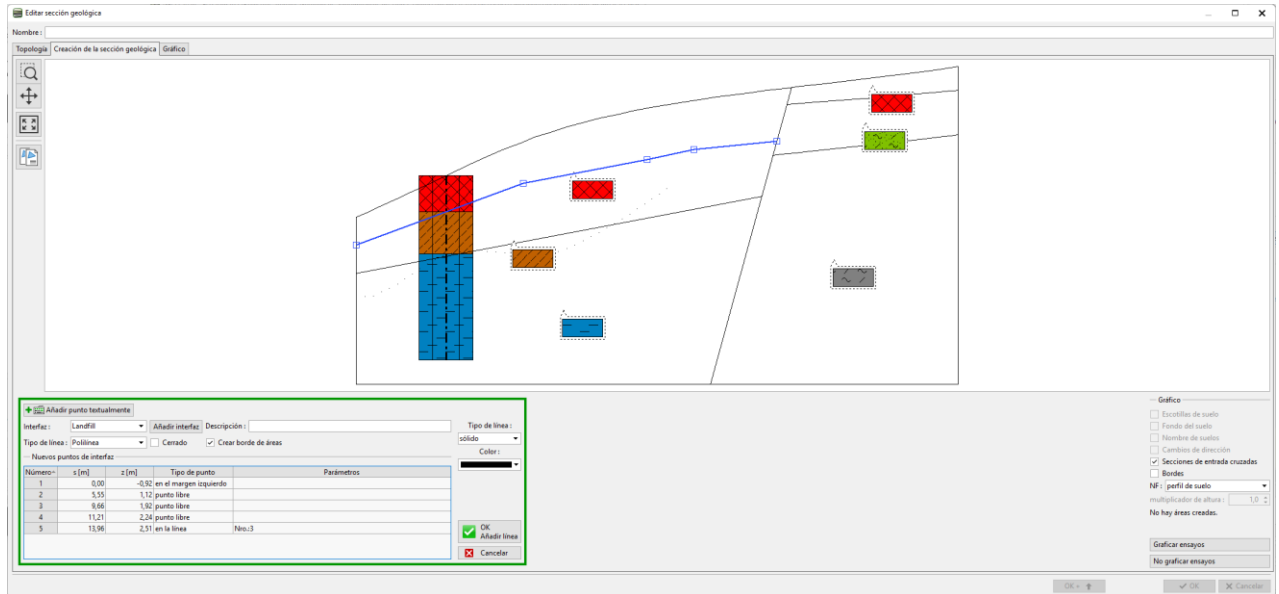 Editar sección geológica
Nombre :
Topología Creación de la sección geológica Gráfico
Añadir punto textualmente
Interfaz : Landfill Añadir interfaz Descripción :
Tipo de línea : Polilínea Cerrado Crear borde de áreas
Nuevos puntos de interfaz
Número s [m] z [m] Tipo de punto Parámetros
1 0,00 -0,92 en el margen izquierdo
2 5,55 1,12 punto libre
3 9,66 1,92 punto libre
4 11,21 2,24 punto libre
5 13,96 2,51 en la línea Nro.:3
Tipo de línea :
sólido
Color :
OK
Añadir línea
Cancelar
Gráfico
Escotillas de suelo
Fondo del suelo
Nombre de suelos
Cambios de dirección
Secciones de entrada cruzadas
Bordes
NF : perfil de suelo
multiplicador de altura : 1,0
No hay áreas creadas.
Graficar ensayos
No graficar ensayos
OK + OK Cancelar